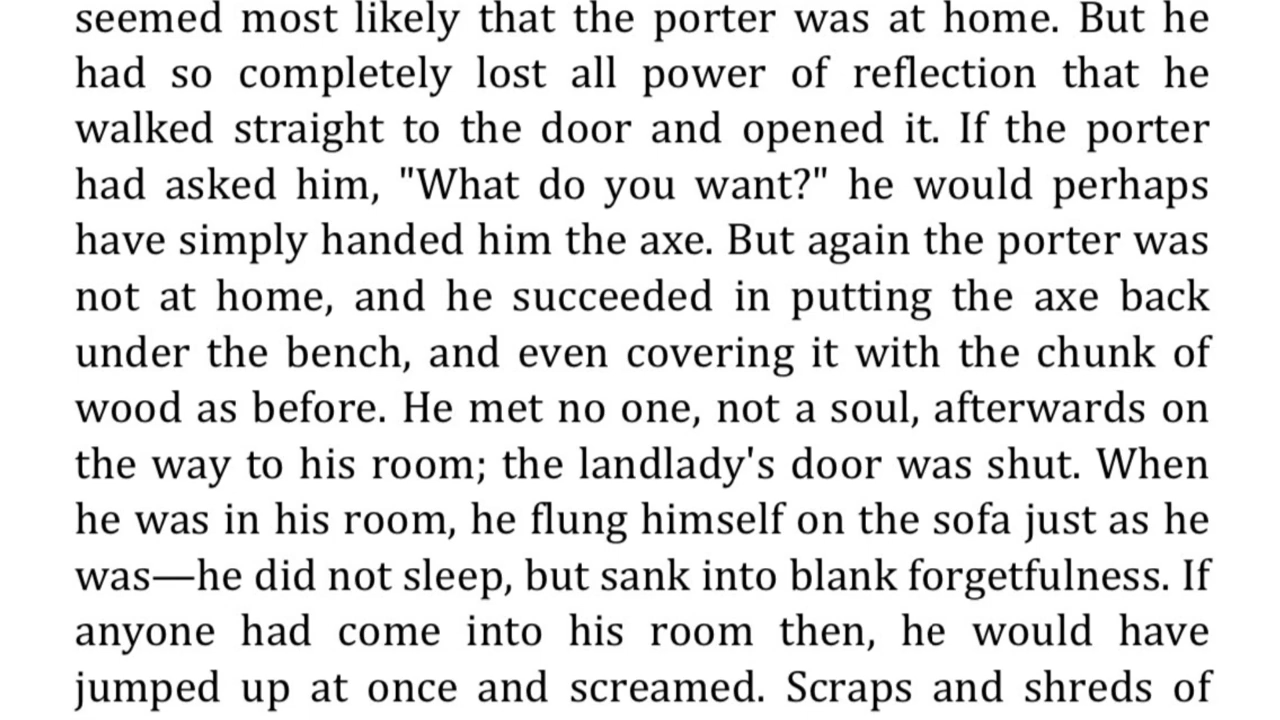 seemed most likely that the porter was at home. But he
had so completely lost all power of reflection that he
walked straight to the door and opened it. If the porter
had asked him, "What do you want?" he would perhaps
have simply handed him the axe. But again the porter was
not at home, and he succeeded in putting the axe back
under the bench, and even covering it with the chunk of
wood as before. He met no one, not a soul, afterwards on
the way to his room; the landlady's door was shut. When
he was in his room, he flung himself on the sofa just as he
was—he did not sleep, but sank into blank forgetfulness. If
anyone had come into his room then, he would have
jumped up at once and screamed. Scraps and shreds of